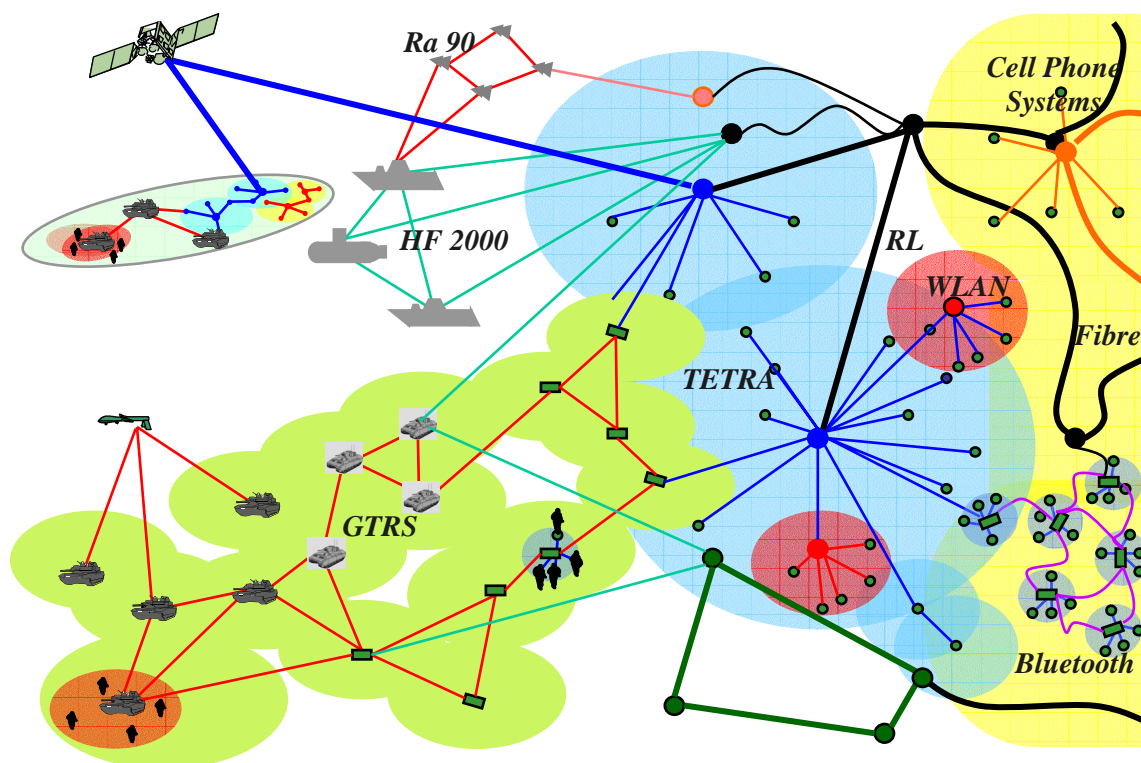 Ra 90
Cell Phone
Systems
HF 2000
RL
WLAN
Fibre
TETRA
GTRS
Bluetooth